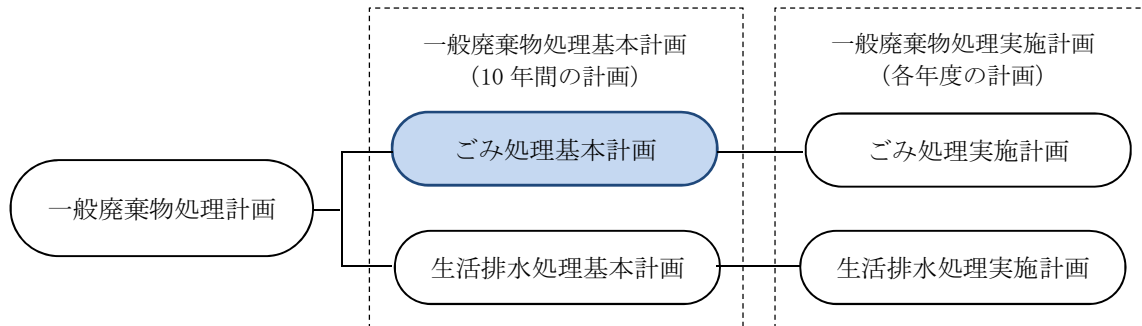 一般廃棄物処理基本計画
（10 年間の計画）
一般廃棄物処理実施計画
（各年度の計画）
ごみ処理基本計画
ごみ処理実施計画
一般廃棄物処理計画
生活排水処理基本計画
生活排水処理実施計画